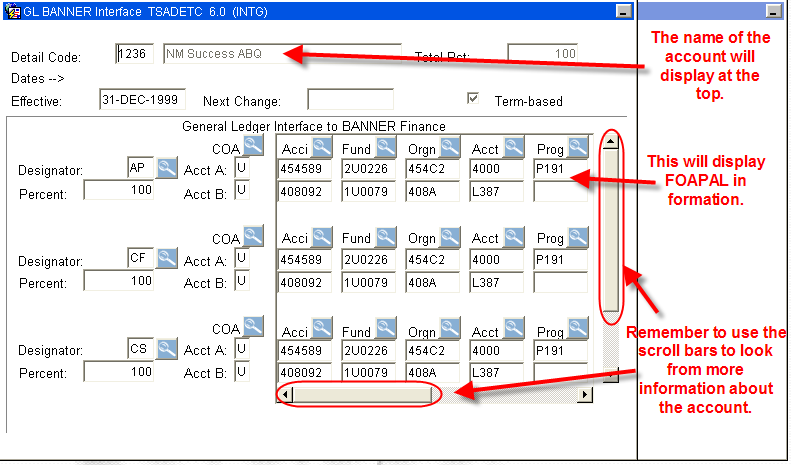 GL BANNER Interface TSADETC 6.0 (INTG)
Detail Code: 1236 NM Success ABQ Total Pct: 100
Dates -->
Effective: 31-DEC-1999 Next Change: Term-based
General Ledger Interface to BANNER Finance
COA Acci Fund Orgn Acct Prog
Designator: AP Acct A: U 454589 2U0226 454C2 4000 P191
Percent: 100 Acct B: U 408092 1U0079 408A L387
COA Acci Fund Orgn Acct Prog
Designator: CF Acct A: U 454589 2U0226 454C2 4000 P191
Percent: 100 Acct B: U 408092 1U0079 408A L387
COA Acci Fund Orgn Acct Prog
Designator: CS Acct A: U 454589 2U0226 454C2 4000 P191
Percent: 100 Acct B: U 408092 1U0079 408A L387
The name of the
account will
display at the
top.
This will display
FOAPAL in
formation.
Remember to use the
scroll bars to look
from more
information about
the account.